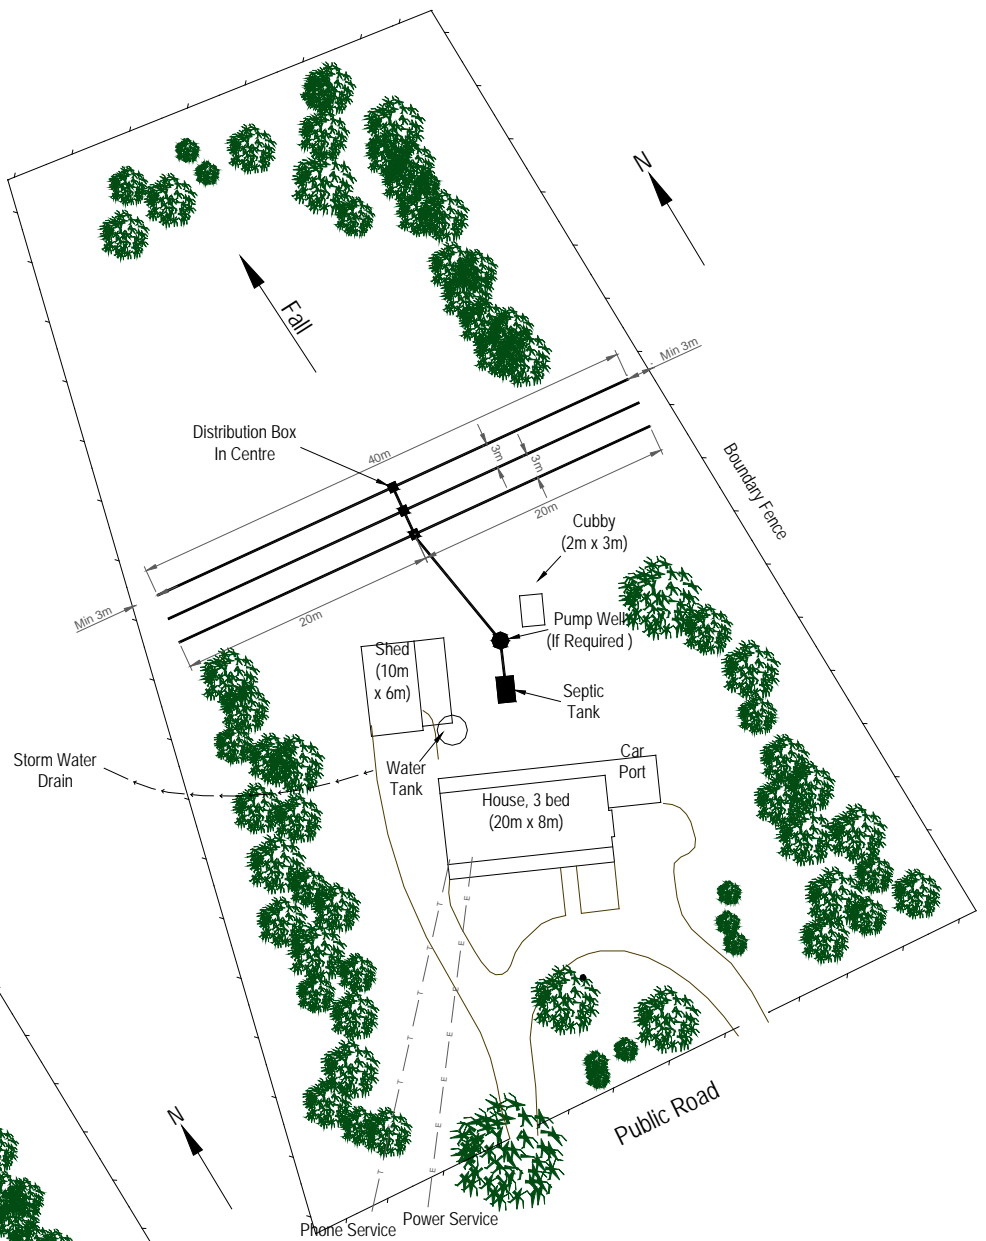 N
Fall
Min 3m
Distribution Box
In Centre
40m
3m
3m
Boundary Fence
20m
Cubby
(2m x 3m)
Min 3m
20m
Pump Well
(If Required )
Shed
(10m
x 6m)
Septic
Tank
Storm Water
Drain
Water
Tank
Car
Port
House, 3 bed
(20m x 8m)
T
E
T
E
T
E
T
E
T
E
T
E
T
E
N
Public Road
Phone Service
Power Service